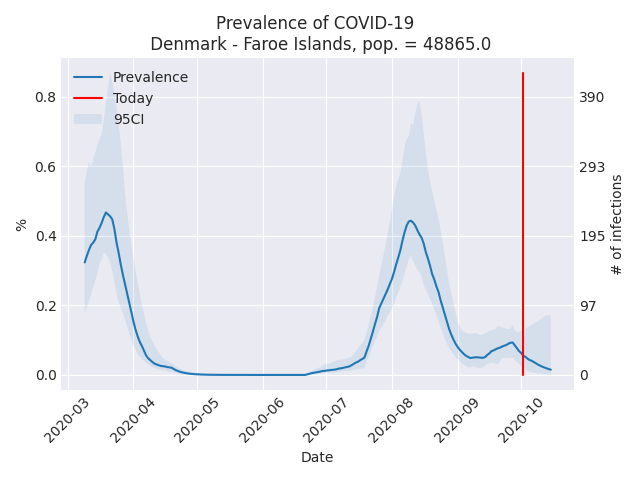 Prevalence of COVID-19
Denmark - Faroe Islands, pop. = 48865.0
Prevalence
Today
95CI
0.8
0.6
0.4
0.2
0.0
%
390
293
195
97
0
# of infections
2020-03
2020-04
2020-05
2020-06
2020-07
2020-08
2020-09
2020-10
Date